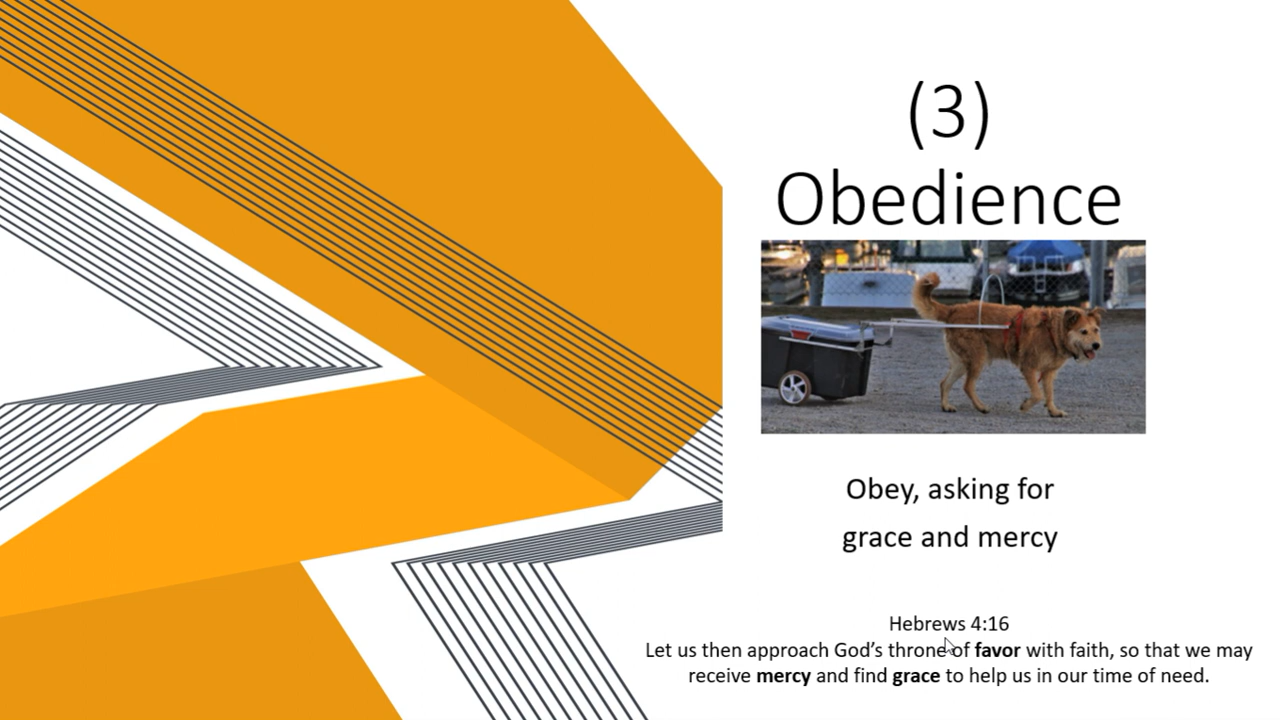 (3)
Obedience
Obey, asking for
grace and mercy
Hebrews 4:16
Let us then approach God’s throne of favor with faith, so that we may
receive mercy and find grace to help us in our time of need.